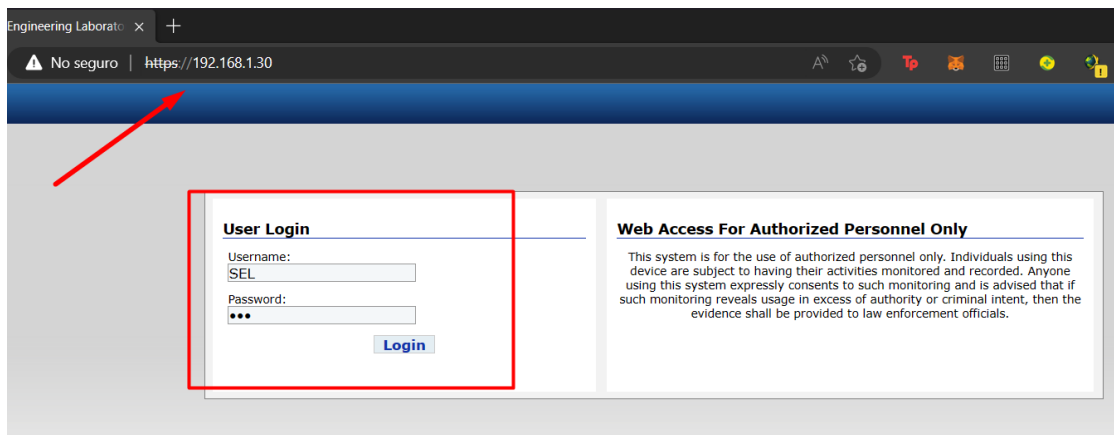 Engineering Laborato
No seguro | https://192.168.1.30
Tp
User Login
Username:
SEL
Password:
•••
Login
Web Access For Authorized Personnel Only
This system is for the use of authorized personnel only. Individuals using this
device are subject to having their activities monitored and recorded. Anyone
using this system expressly consents to such monitoring and is advised that if
such monitoring reveals usage in excess of authority or criminal intent, then the
evidence shall be provided to law enforcement officials.